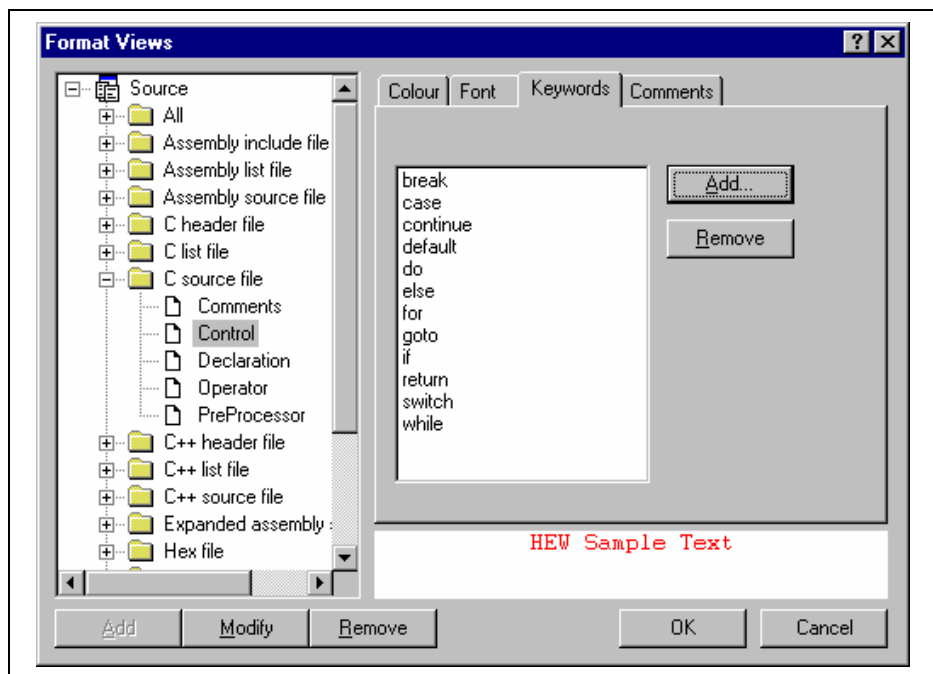 Format Views
Source
All
Assembly include file
Assembly list file
Assembly source file
C header file
C list file
C source file
Comments
Control
Declaration
Operator
PreProcessor
C++ header file
C++ list file
C++ source file
Expanded assembly
Hex file
Colour
Font
Keywords
Comments
break
case
continue
default
do
else
for
goto
if
return
switch
while
Add...
Remove
HEW Sample Text
Add
Modify
Remove
OK
Cancel